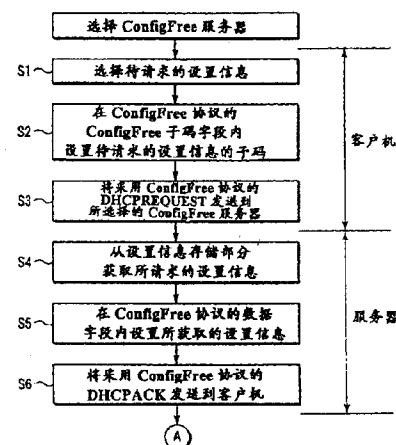 选择 ConfigFree 服务器
S1
选择待请求的设置信息
S2
在 ConfigFree 协议的
ConfigFree 子码字段内
设置待请求的设置信息的子码
客户机
S3
将采用 ConfigFree 协议的
DHCPREQUEST 发送到
所选择的 ConfigFree 服务器
S4
从设置信息存储部分
获取所请求的设置信息
S5
在 ConfigFree 协议的数据
字段内设置所获取的设置信息
服务器
S6
将采用 ConfigFree 协议的
DHCPACK 发送到客户机
A